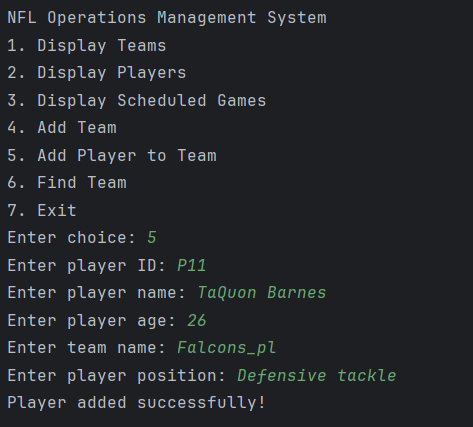 NFL Operations Management System
1. Display Teams
2. Display Players
3. Display Scheduled Games
4. Add Team
5. Add Player to Team
6. Find Team
7. Exit
Enter choice: 5
Enter player ID: P11
Enter player name: TaQuon Barnes
Enter player age: 26
Enter team name: Falcons_pl
Enter player position: Defensive tackle
Player added successfully!